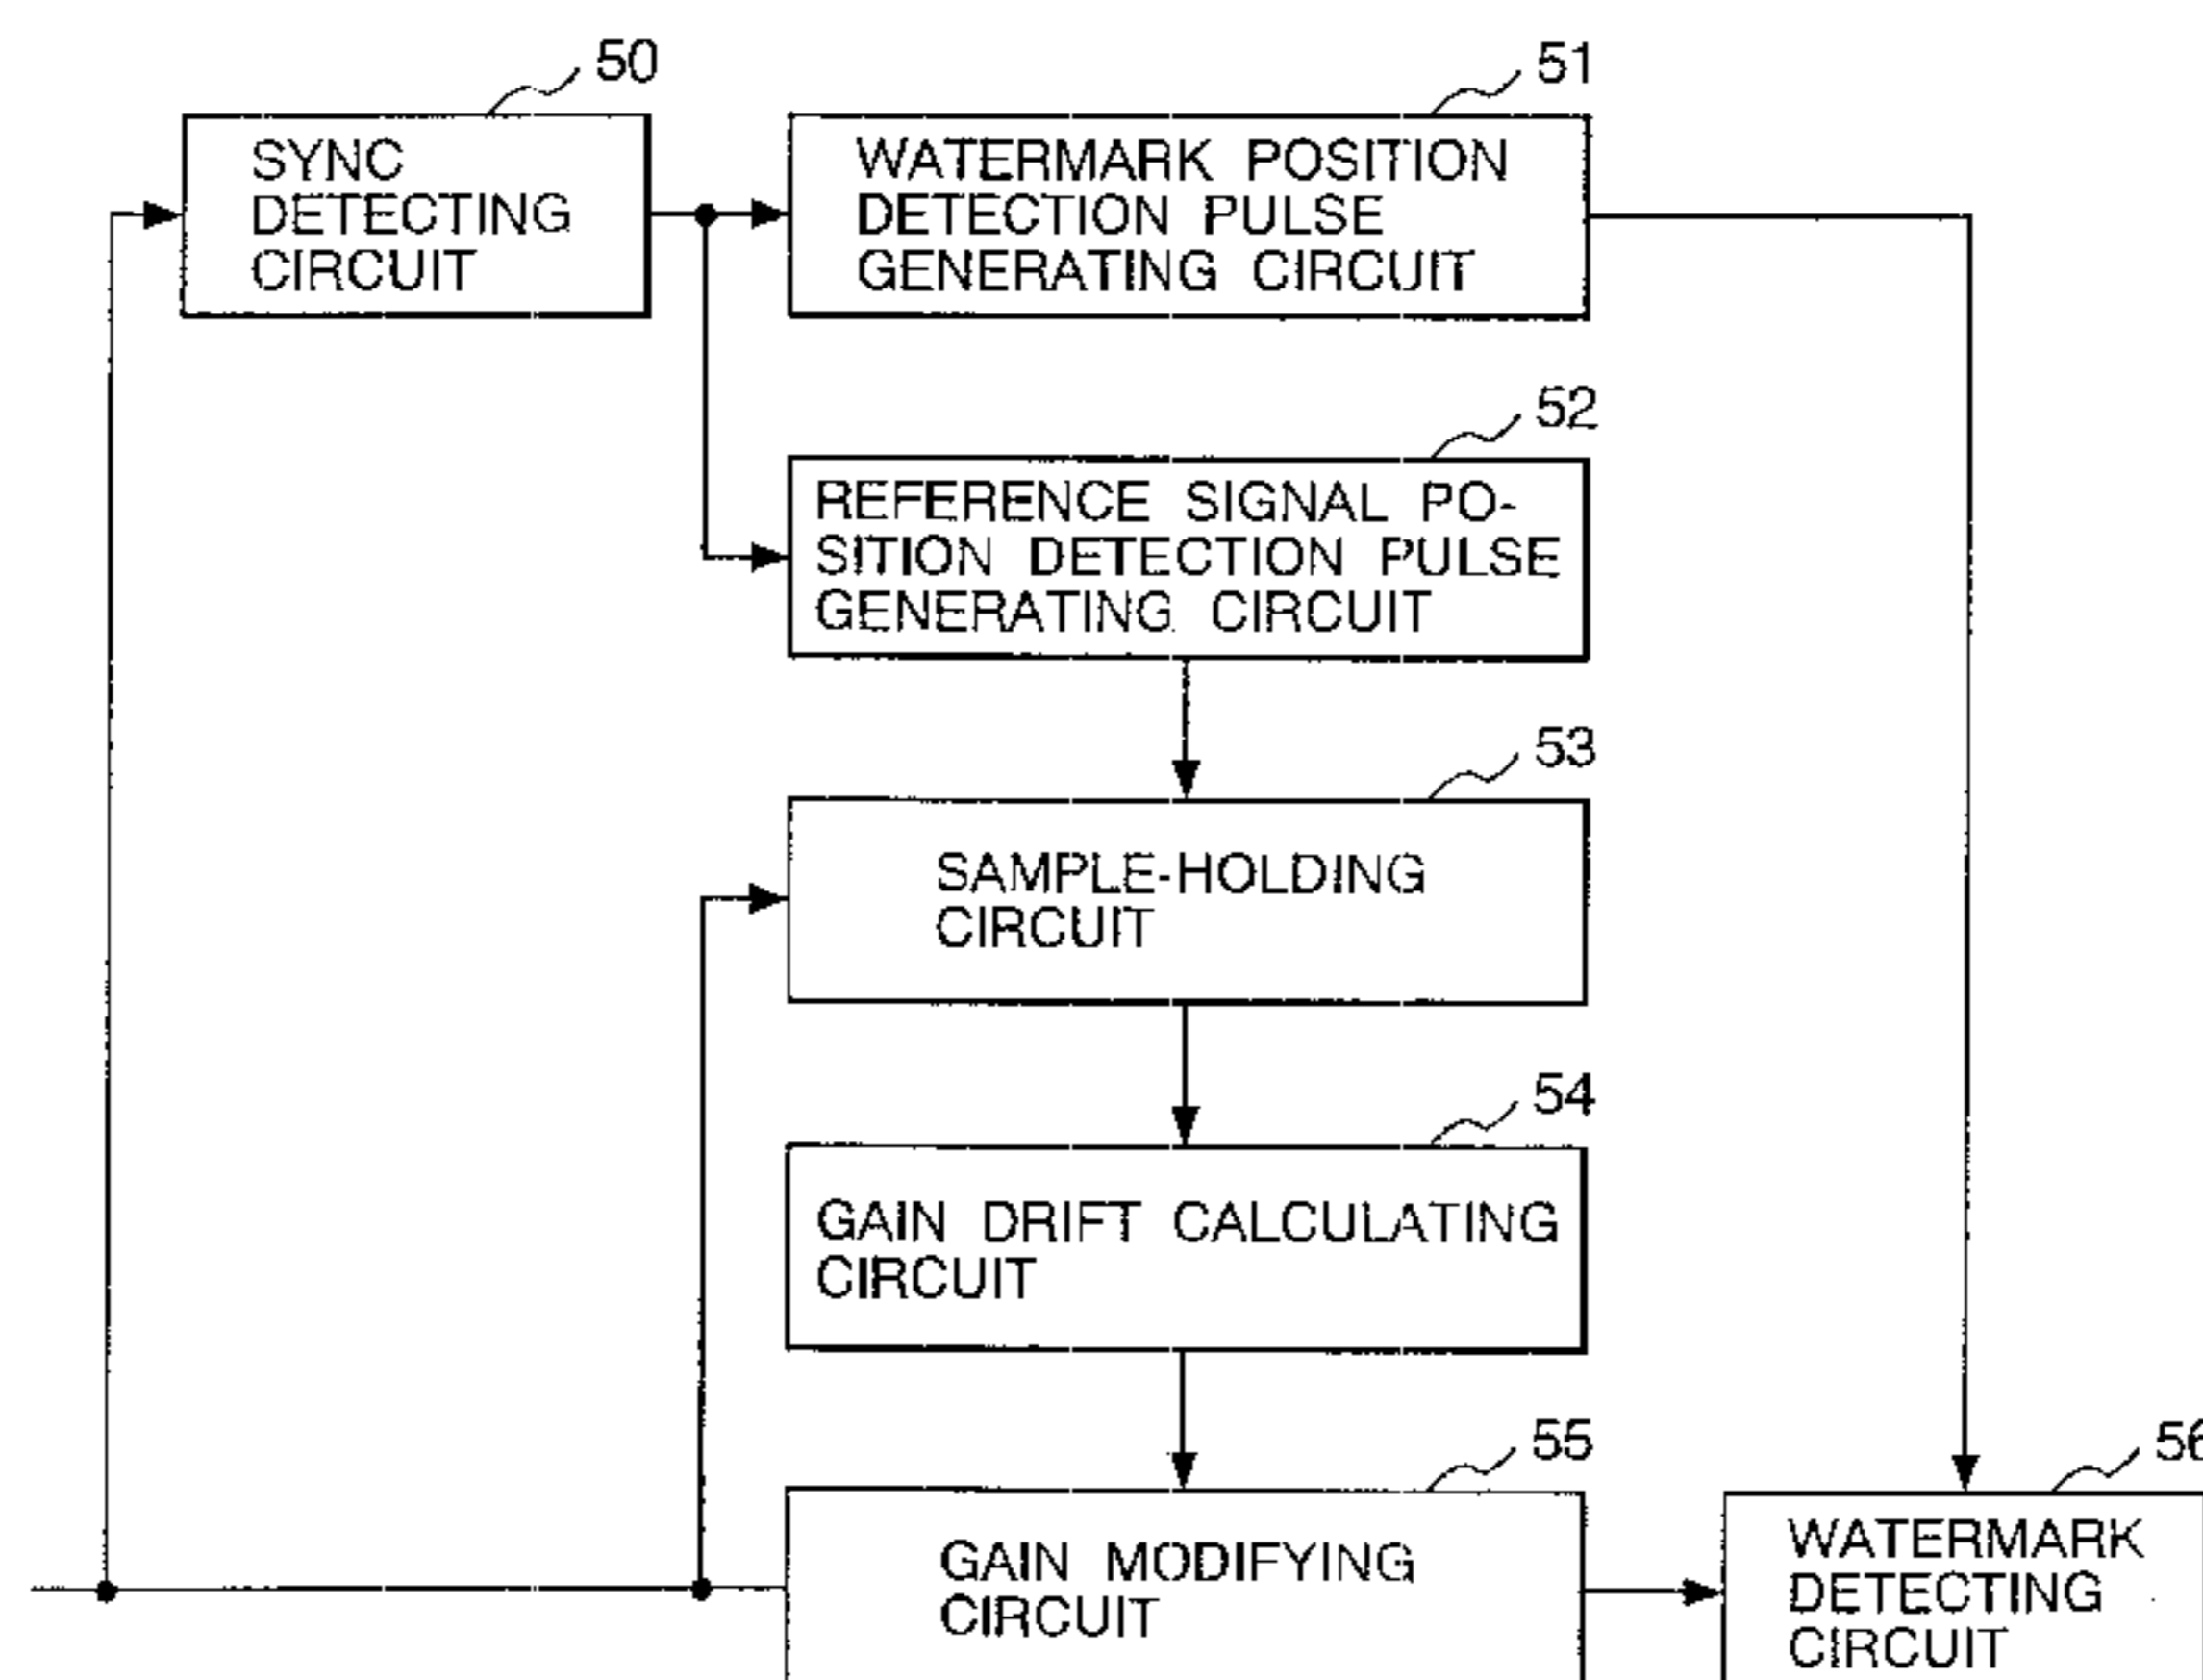 50
SYNC
DETECTING
CIRCUIT
51
WATERMARK POSITION
DETECTION PULSE
GENERATING CIRCUIT
52
REFERENCE SIGNAL PO-
SITION DETECTION PULSE
GENERATING CIRCUIT
53
SAMPLE-HOLDING
CIRCUIT
54
GAIN DRIFT CALCULATING
CIRCUIT
55
GAIN MODIFYING
CIRCUIT
56
WATERMARK
DETECTING
CIRCUIT